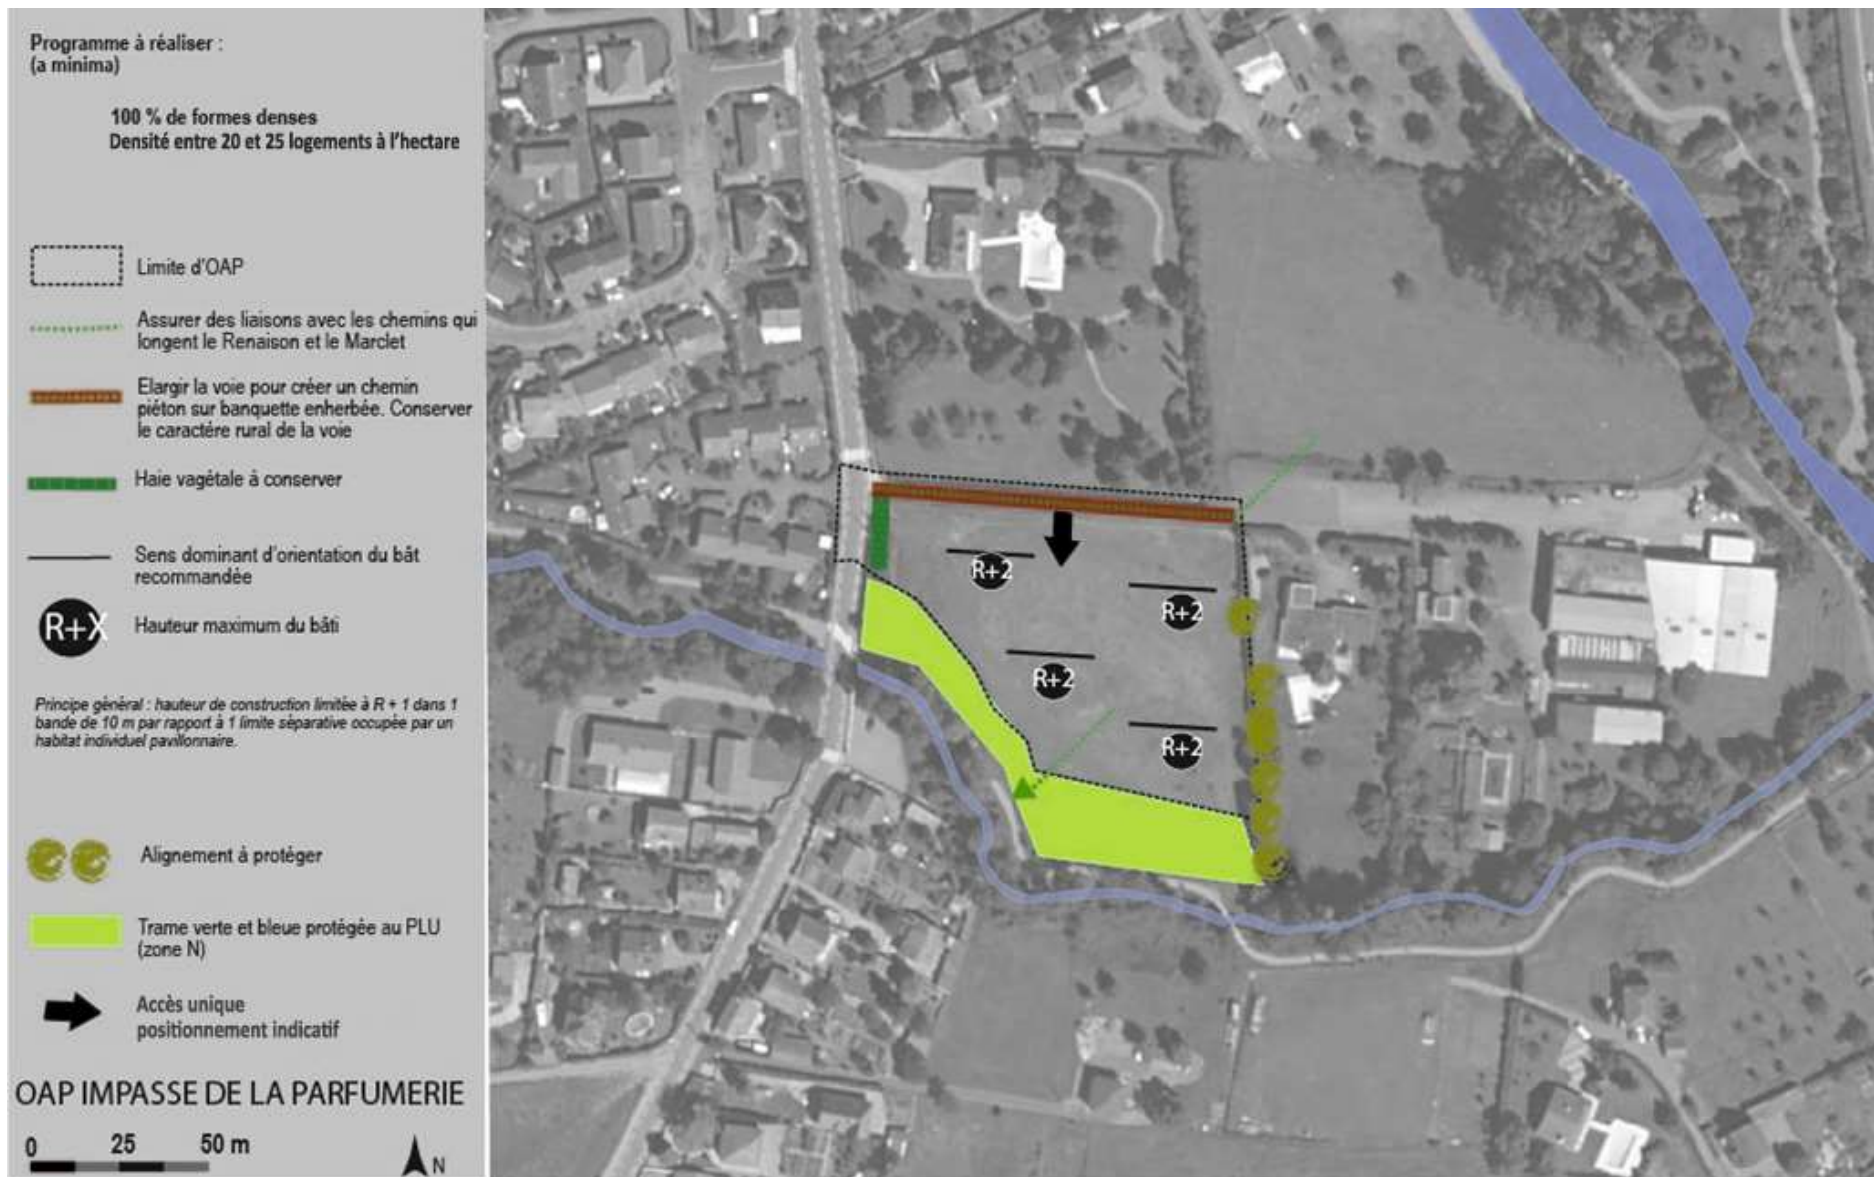 Programme à réaliser :
(a minima)
100 % de formes denses
Densité entre 20 et 25 logements à l'hectare
Limite d'OAP
Assurer des liaisons avec les chemins qui
longent le Renaison et le Marclet
Elargir la voie pour créer un chemin
piéton sur banquette enherbée. Conserver
le caractére rural de la voie
Haie vagétale à conserver
Sens dominant d'orientation du bât
recommandée
R+X
Hauteur maximum du bâti
Principe général : hauteur de construction limitée à R + 1 dans 1
bande de 10 m par rapport à 1 limite séparative occupée par un
habitat individuel pavillonnaire.
Alignement à protéger
Trame verte et bleue protégée au PLU
(zone N)
Accès unique
positionnement indicatif
OAP IMPASSE DE LA PARFUMERIE
0 25 50 m
N
R+2
R+2
R+2
R+2